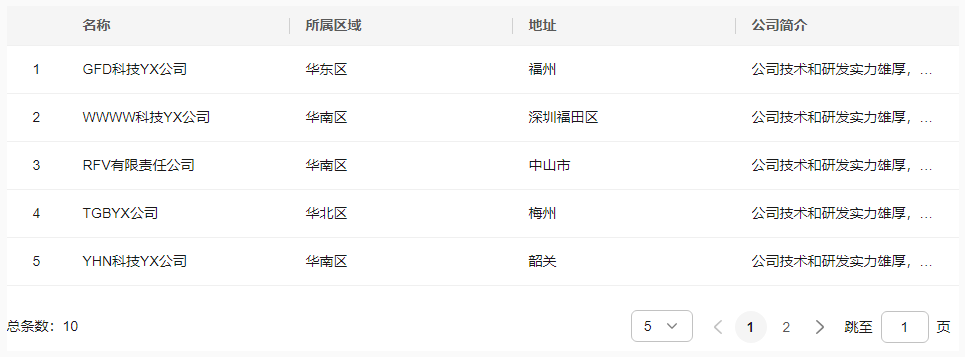 名称 所属区域 地址 公司简介
1 GFD科技YX公司 华东区 福州 公司技术和研发实力雄厚，...
2 WWWW科技YX公司 华南区 深圳福田区 公司技术和研发实力雄厚，...
3 RFV有限责任公司 华南区 中山市 公司技术和研发实力雄厚，...
4 TGBYX公司 华北区 梅州 公司技术和研发实力雄厚，...
5 YHN科技YX公司 华南区 韶关 公司技术和研发实力雄厚，...
总条数：10 5 1 2 跳至 1 页